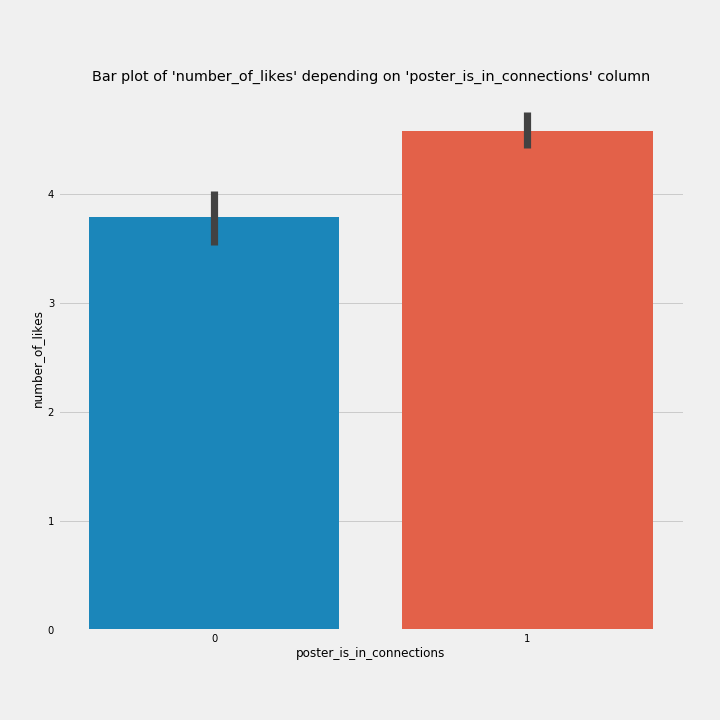 Bar plot of 'number_of_likes' depending on 'poster_is_in_connections' column
4
3
2
1
0
number_of_likes
0 1
poster_is_in_connections